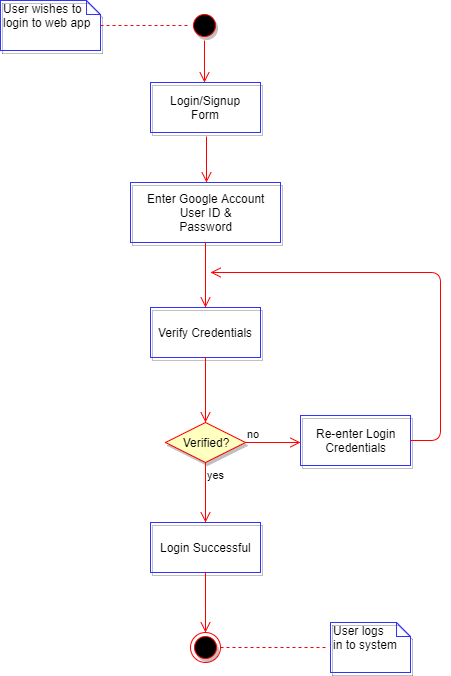 User wishes to
login to web app
Login/Signup
Form
Enter Google Account
User ID &
Password
Verify Credentials
Verified?
no
Re-enter Login
Credentials
yes
Login Successful
User logs
in to system